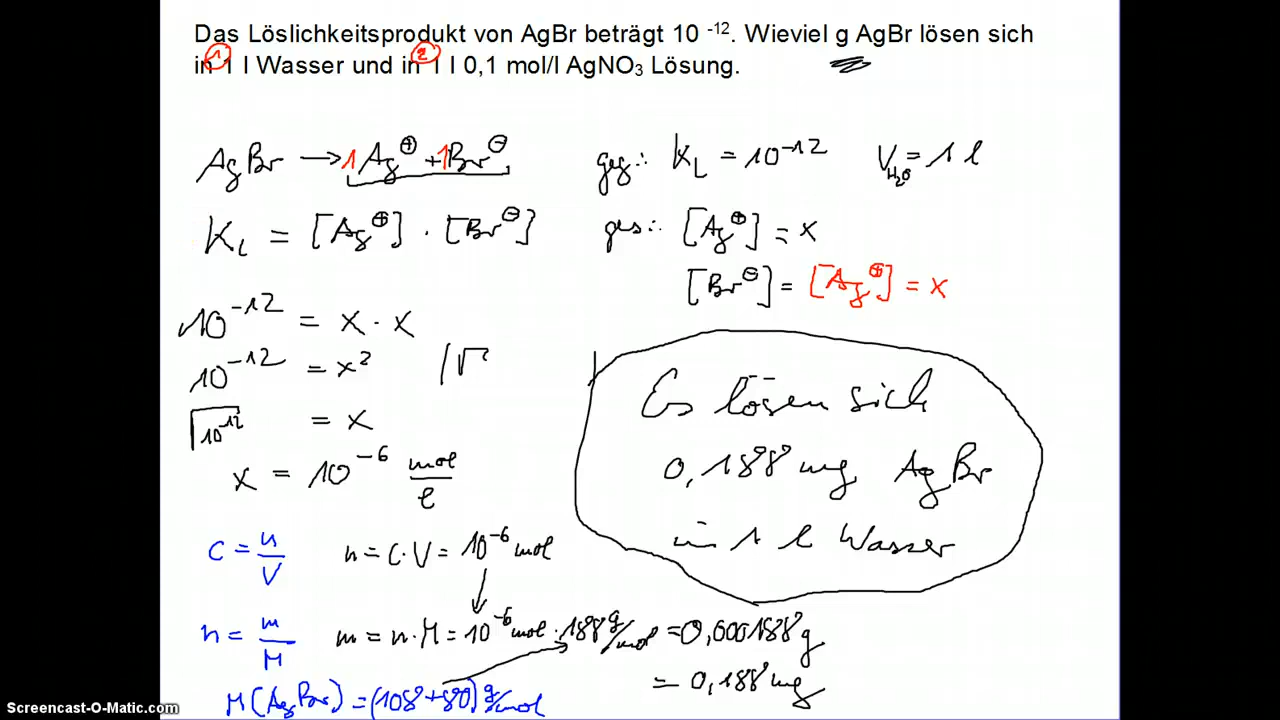 Das Löslichkeitsprodukt von AgBr beträgt 10 ⁻¹². Wieviel g AgBr lösen sich
① ②
in 1 l Wasser und in 1 l 0,1 mol/l AgNO₃ Lösung.
AgBr → 1Ag⊕ + 1Br⊖
geg.: K_L = 10⁻¹² V_H₂O = 1 l
K_L = [Ag⊕] · [Br⊖]
ges.: [Ag⊕] = x
[Br⊖] = [Ag⊕] = x
10⁻¹² = x · x
10⁻¹² = x² /√
√10⁻¹² = x
x = 10⁻⁶ mol/l
Es lösen sich
0,188 mg AgBr
in 1 l Wasser
c = n/V n = c·V = 10⁻⁶ mol
n = m/M m = n·M = 10⁻⁶ mol · 188 g/mol = 0,000188 g
= 0,188 mg
M(AgBr) = (108+80) g/mol
Screencast-O-Matic.com